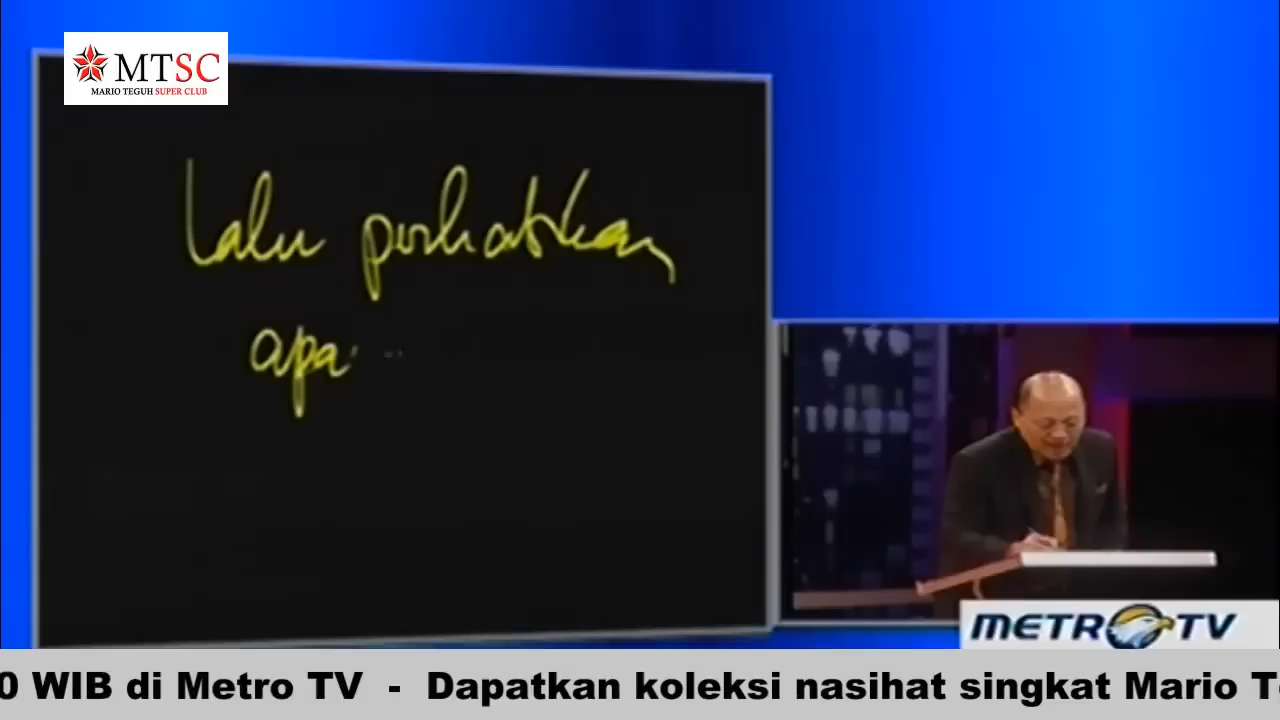 MTSC
MARIO TEGUH SUPER CLUB
Lalu perhatikan
apa
METRO TV
0 WIB di Metro TV - Dapatkan koleksi nasihat singkat Mario T